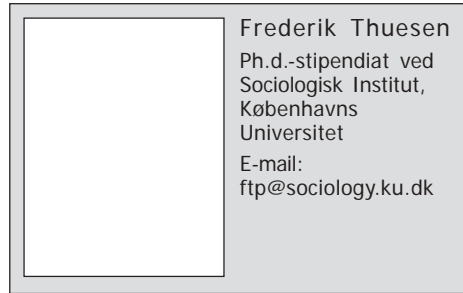 Frederik Thuesen
Ph.d.-stipendiat ved
Sociologisk Institut,
Københavns
Universitet
E-mail:
ftp@sociology.ku.dk